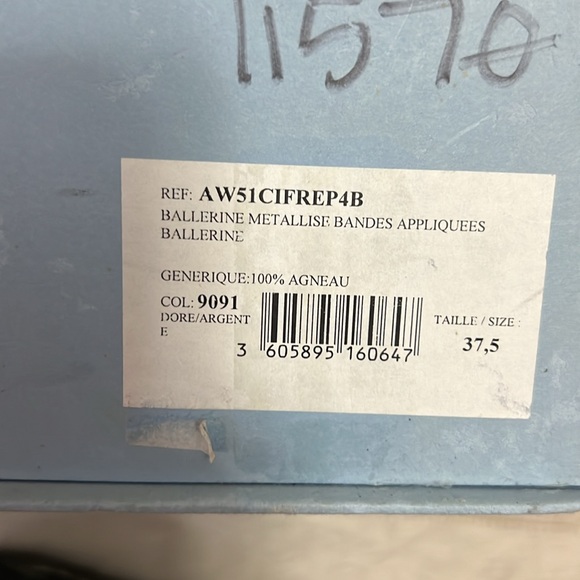 11570
REF: AW51CIFREP4B
BALLERINE METALLISE BANDES APPLIQUEES
BALLERINE
GENERIQUE:100% AGNEAU
COL: 9091
DORE/ARGENT
E
TAILLE / SIZE :
37,5
3 605895 160647